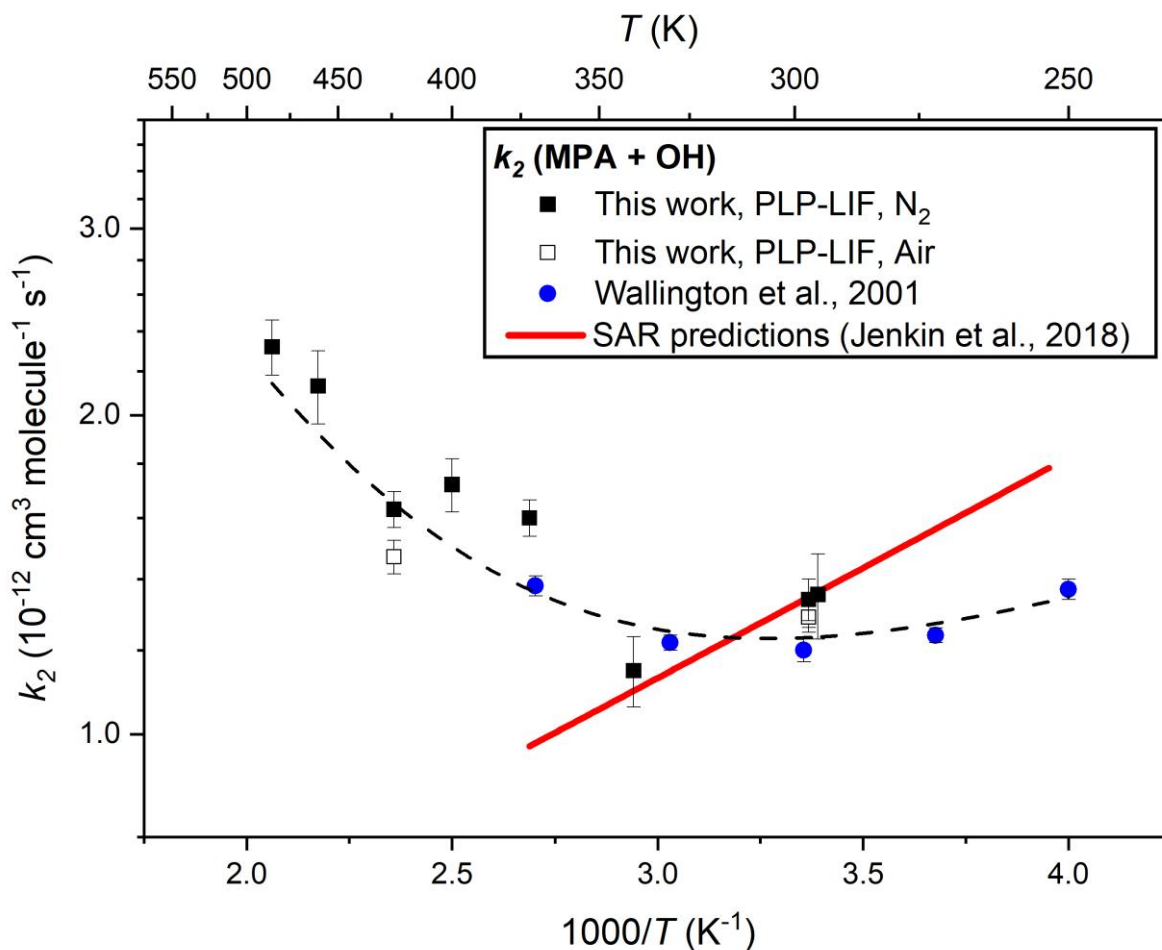 T (K)
550 500 450 400 350 300 250
k₂ (MPA + OH)
This work, PLP-LIF, N₂
This work, PLP-LIF, Air
Wallington et al., 2001
SAR predictions (Jenkin et al., 2018)
3.0
2.0
1.0
k₂ (10⁻¹² cm³ molecule⁻¹ s⁻¹)
2.0 2.5 3.0 3.5 4.0
1000/T (K⁻¹)